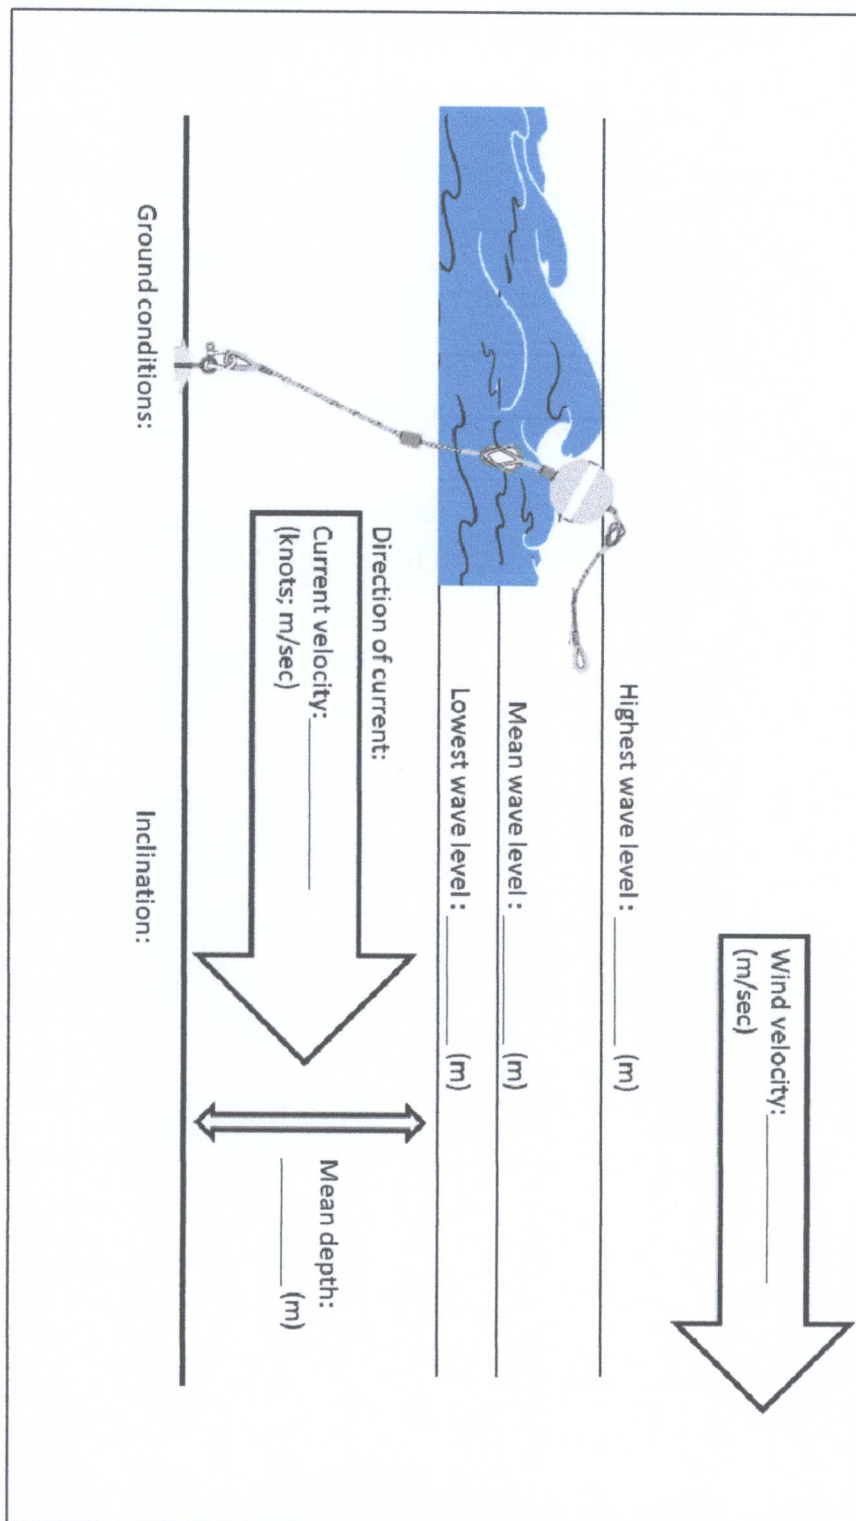 Wind velocity: ________
(m/sec)
Highest wave level : ________ (m)
Mean wave level : ________ (m)
Lowest wave level : ________ (m)
Direction of current:
Current velocity: ________
(knots; m/sec)
Mean depth:
________ (m)
Ground conditions:
Inclination: